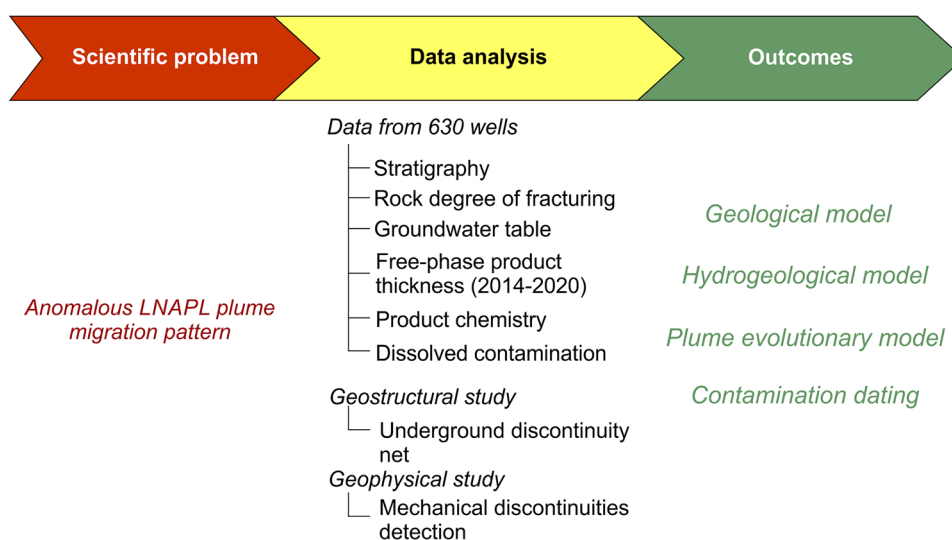 Scientific problem
Data analysis
Outcomes
Data from 630 wells
Stratigraphy
Rock degree of fracturing
Groundwater table
Free-phase product
thickness (2014-2020)
Product chemistry
Dissolved contamination
Geostructural study
Underground discontinuity
net
Geophysical study
Mechanical discontinuities
detection
Anomalous LNAPL plume
migration pattern
Geological model
Hydrogeological model
Plume evolutionary model
Contamination dating